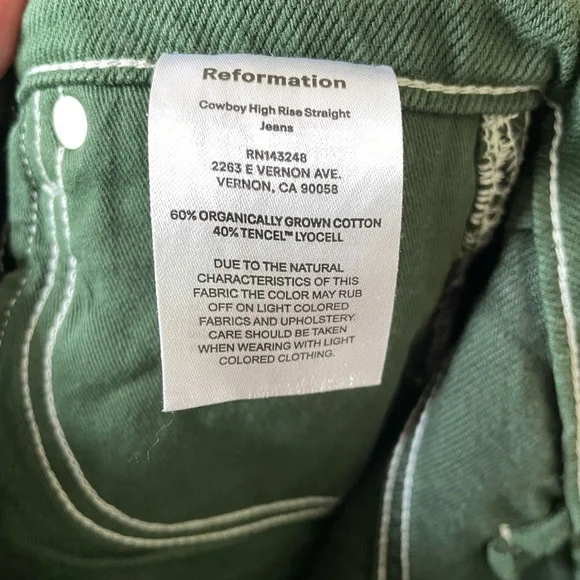 Reformation
Cowboy High Rise Straight
Jeans
RN143248
2263 E VERNON AVE.
VERNON, CA 90058
60% ORGANICALLY GROWN COTTON
40% TENCEL™ LYOCELL
DUE TO THE NATURAL
CHARACTERISTICS OF THIS
FABRIC THE COLOR MAY RUB
OFF ON LIGHT COLORED
FABRICS AND UPHOLSTERY.
CARE SHOULD BE TAKEN
WHEN WEARING WITH LIGHT
COLORED CLOTHING.